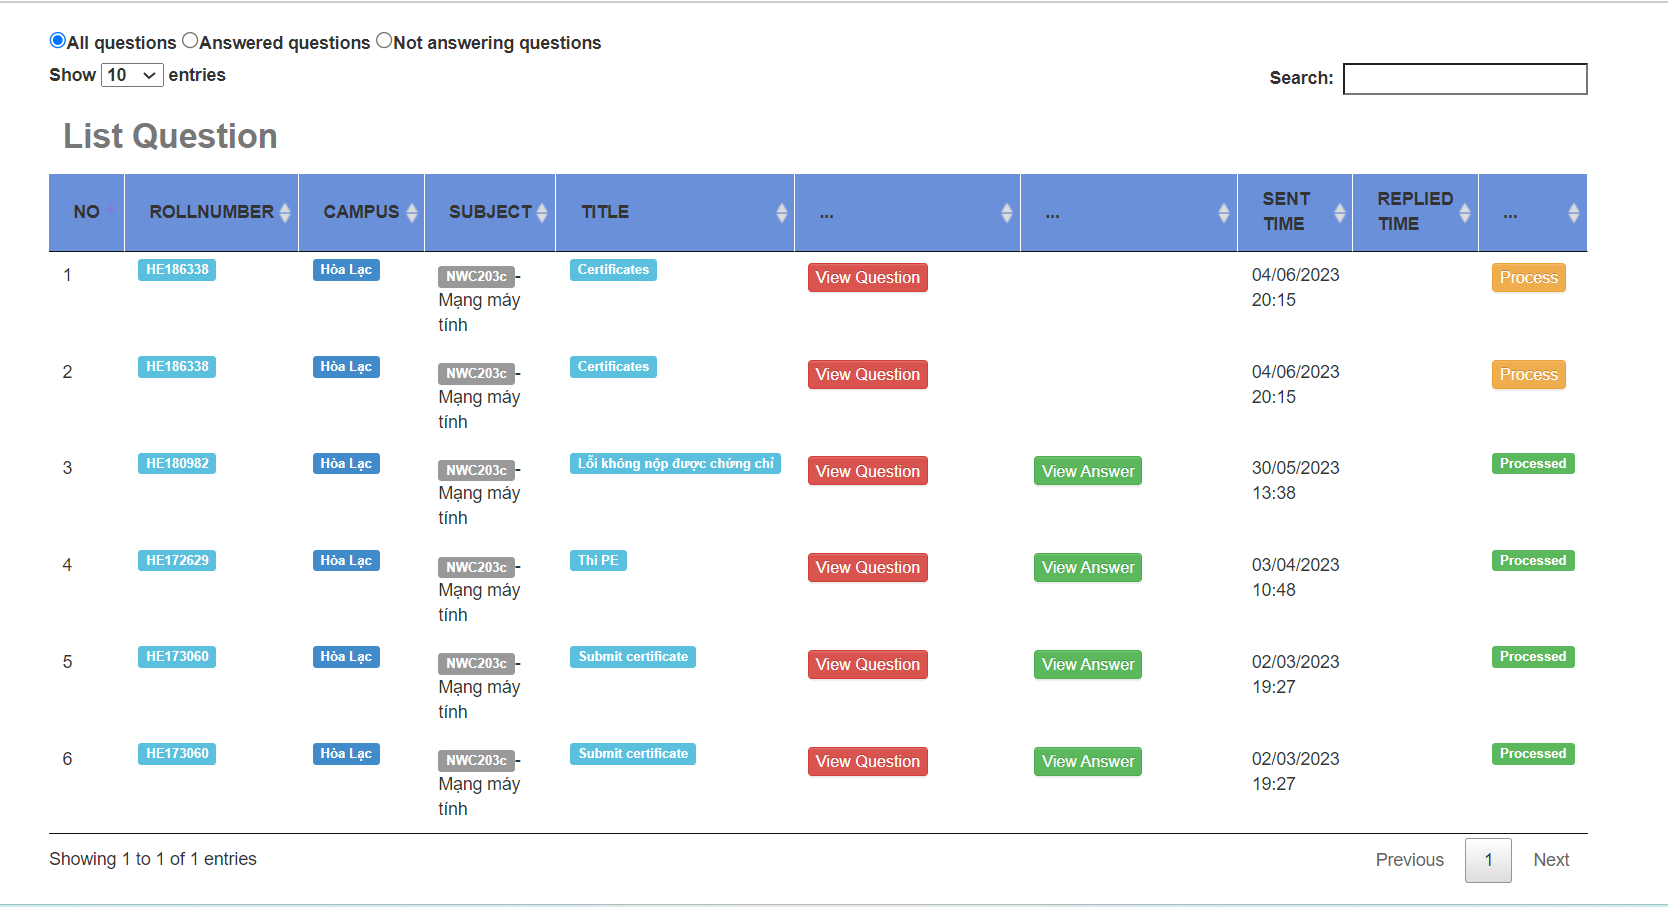 All questions Answered questions Not answering questions
Show 10 entries
Search:
List Question
NO ROLLNUMBER CAMPUS SUBJECT TITLE ... ... SENT TIME REPLIED TIME ...
1 HE186338 Hòa Lạc NWC203c - Certificates View Question 04/06/2023 Process
Mạng máy 20:15
tính
2 HE186338 Hòa Lạc NWC203c - Certificates View Question 04/06/2023 Process
Mạng máy 20:15
tính
3 HE180982 Hòa Lạc NWC203c - Lỗi không nộp được chứng chỉ View Question View Answer 30/05/2023 Processed
Mạng máy 13:38
tính
4 HE172629 Hòa Lạc NWC203c - Thi PE View Question View Answer 03/04/2023 Processed
Mạng máy 10:48
tính
5 HE173060 Hòa Lạc NWC203c - Submit certificate View Question View Answer 02/03/2023 Processed
Mạng máy 19:27
tính
6 HE173060 Hòa Lạc NWC203c - Submit certificate View Question View Answer 02/03/2023 Processed
Mạng máy 19:27
tính
Showing 1 to 1 of 1 entries
Previous 1 Next